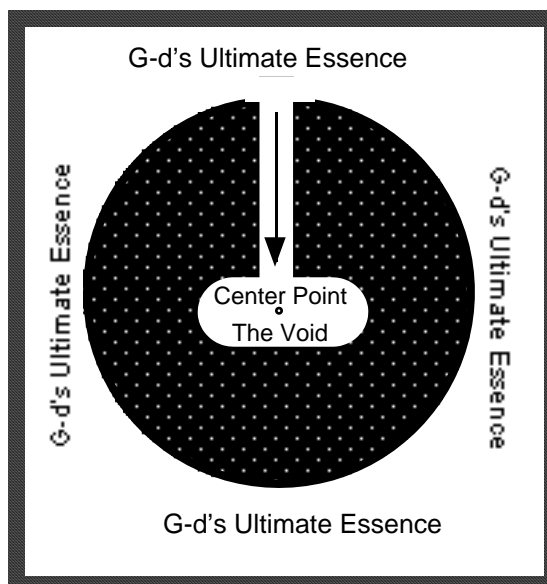 G-d’s Ultimate Essence
G-d's Ultimate Essence
G-d's Ultimate Essence
Center Point
The Void
G-d’s Ultimate Essence